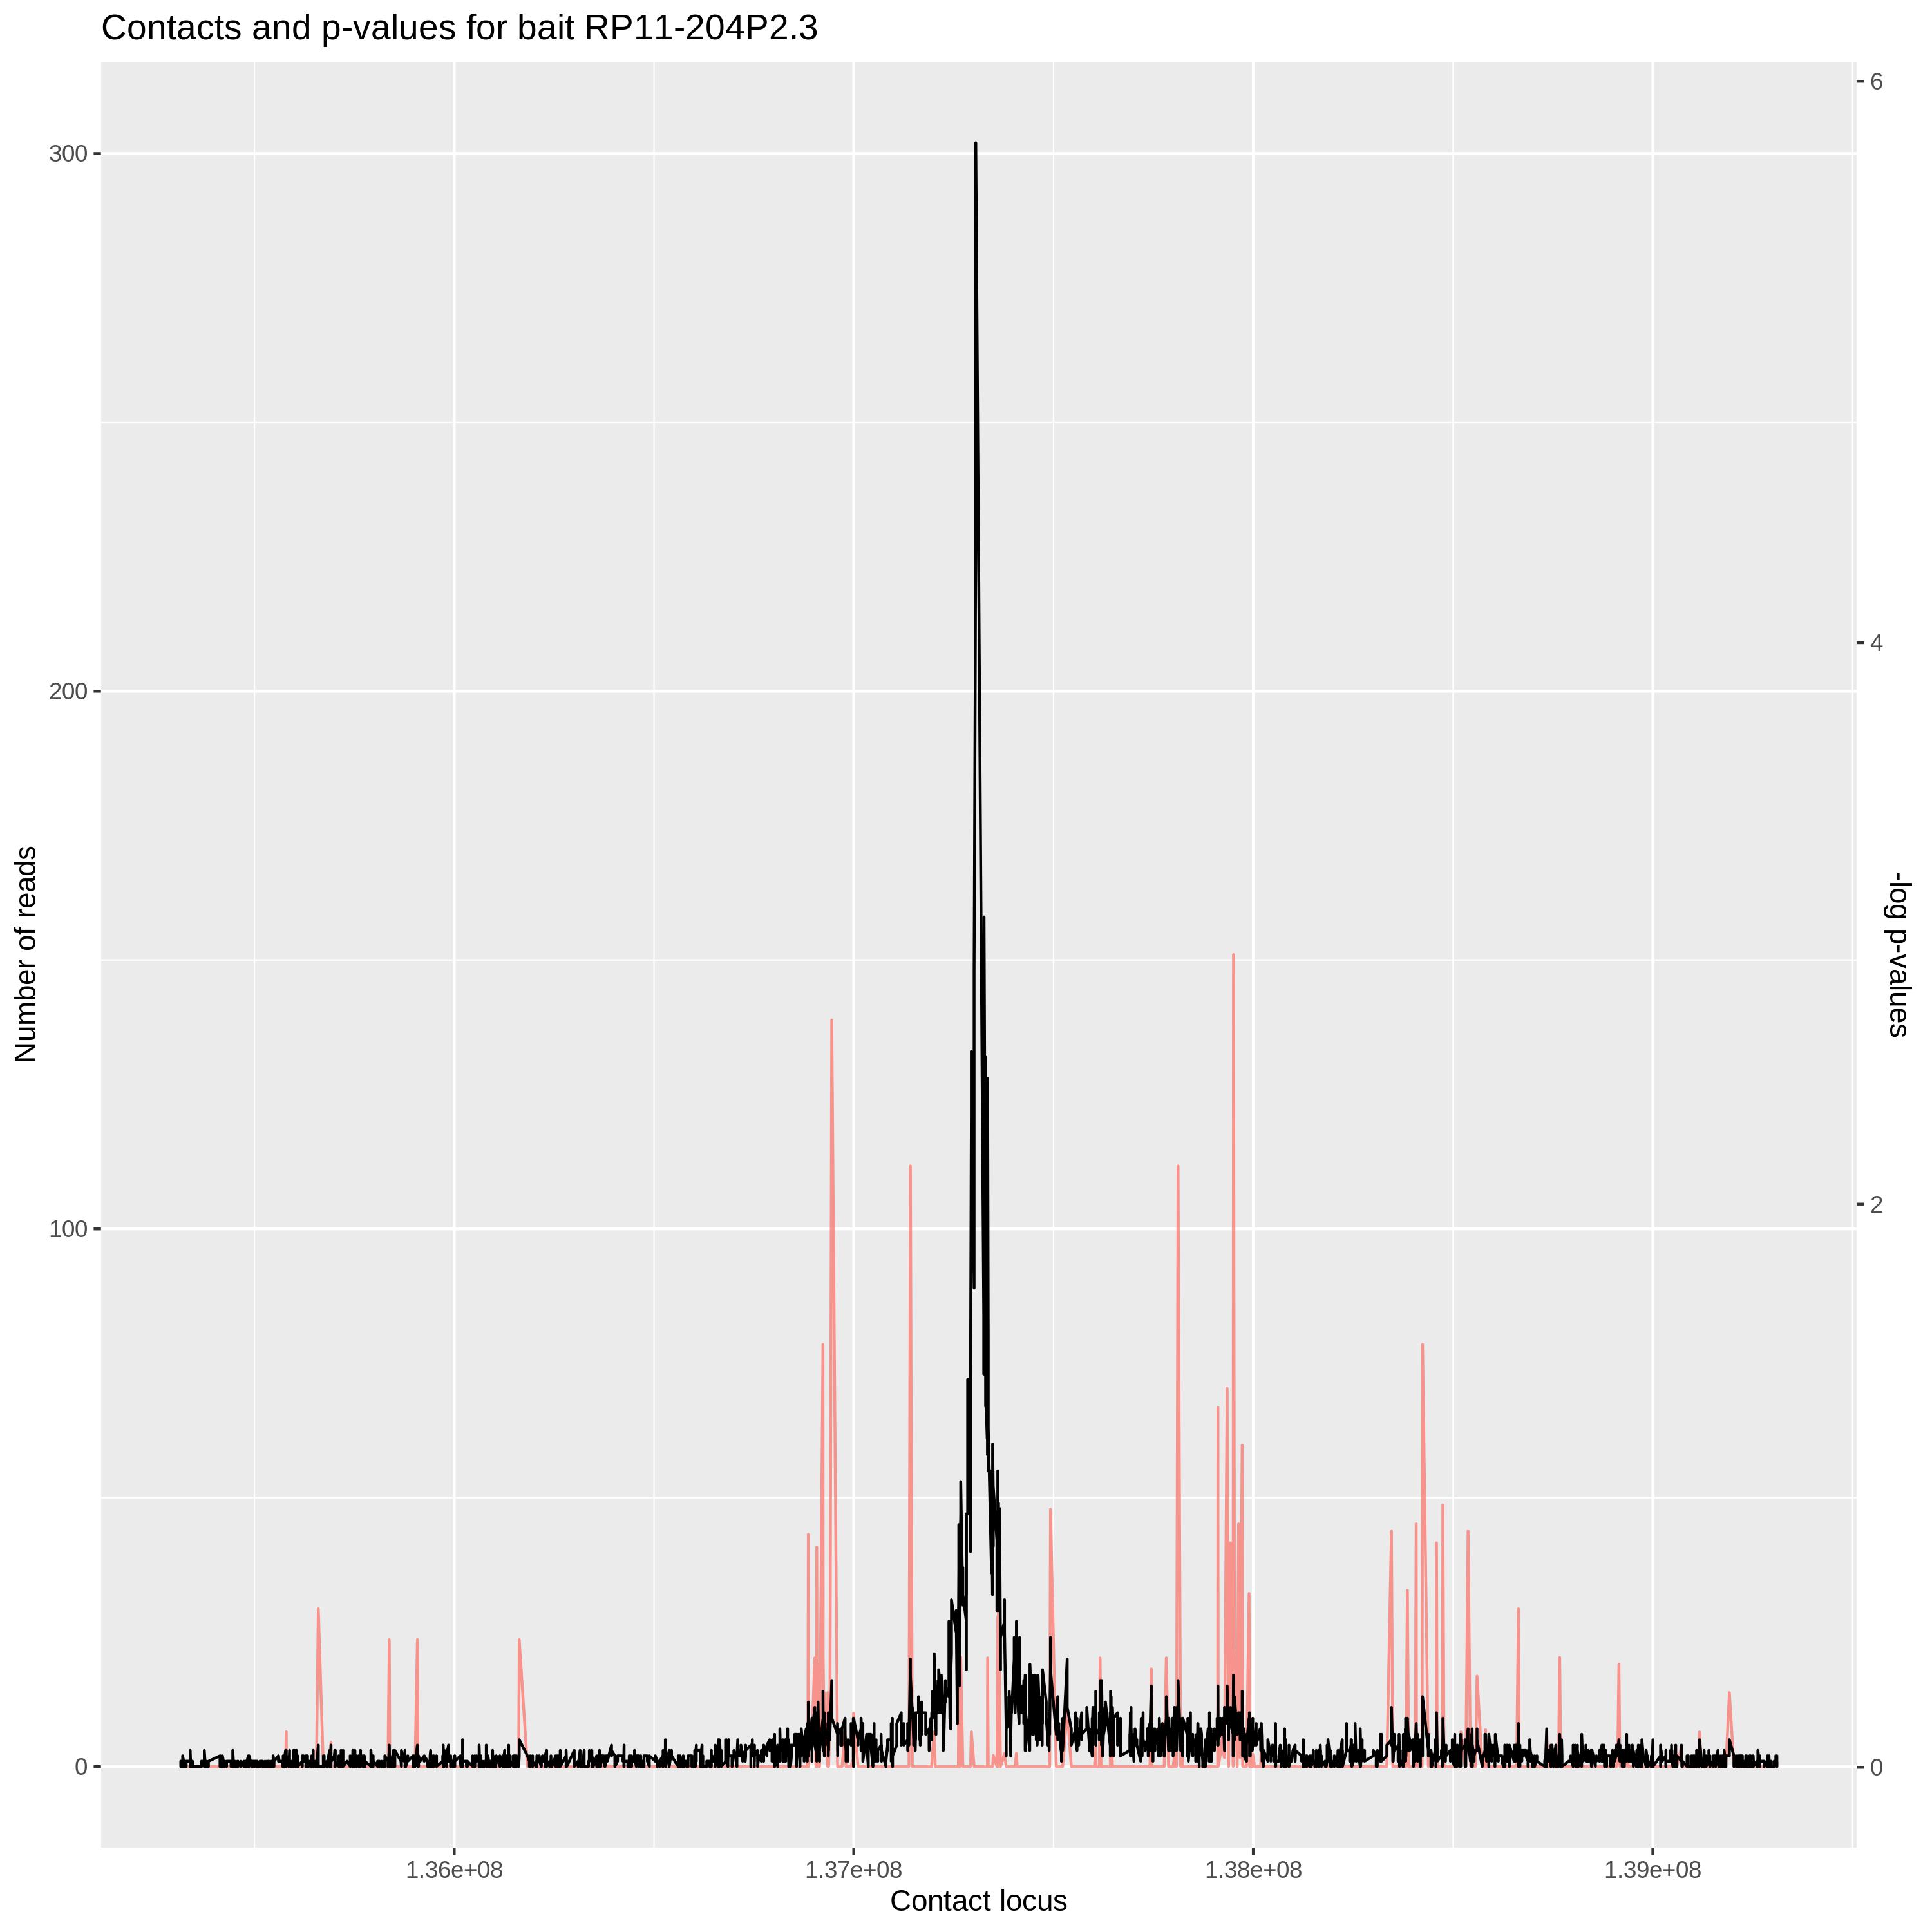 Contacts and p-values for bait RP11-204P2.3
6
300
4
200
Number of reads
-log p-values
2
100
0
0
1.36e+08
1.37e+08
1.38e+08
1.39e+08
Contact locus